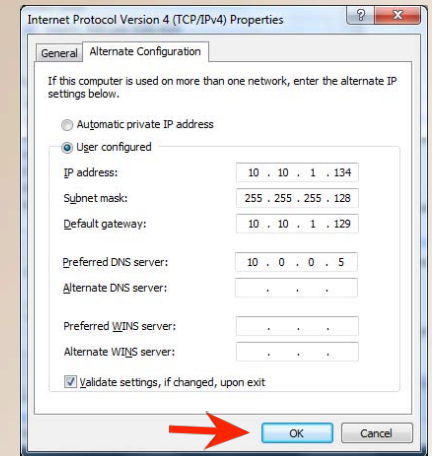 Internet Protocol Version 4 (TCP/IPv4) Properties
General Alternate Configuration
If this computer is used on more than one network, enter the alternate IP
settings below.
Automatic private IP address
User configured
IP address: 10 . 10 . 1 . 134
Subnet mask: 255 . 255 . 255 . 128
Default gateway: 10 . 10 . 1 . 129
Preferred DNS server: 10 . 0 . 0 . 5
Alternate DNS server: . . .
Preferred WINS server: . . .
Alternate WINS server: . . .
Validate settings, if changed, upon exit
OK Cancel